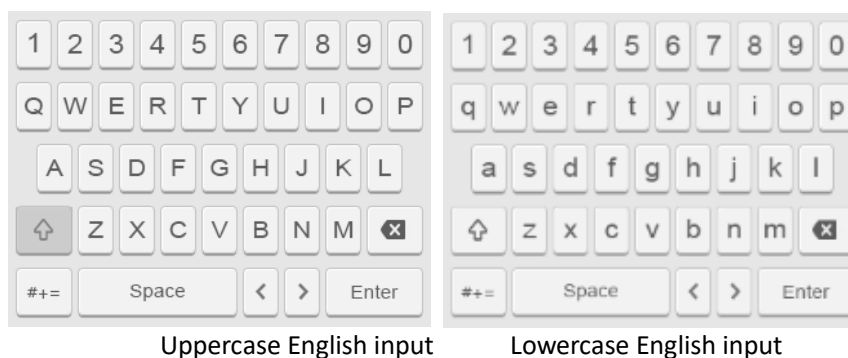 1 2 3 4 5 6 7 8 9 0
Q W E R T Y U I O P
A S D F G H J K L
Z X C V B N M
#+= Space < > Enter
Uppercase English input
1 2 3 4 5 6 7 8 9 0
q w e r t y u i o p
a s d f g h j k l
z x c v b n m
#+= Space < > Enter
Lowercase English input